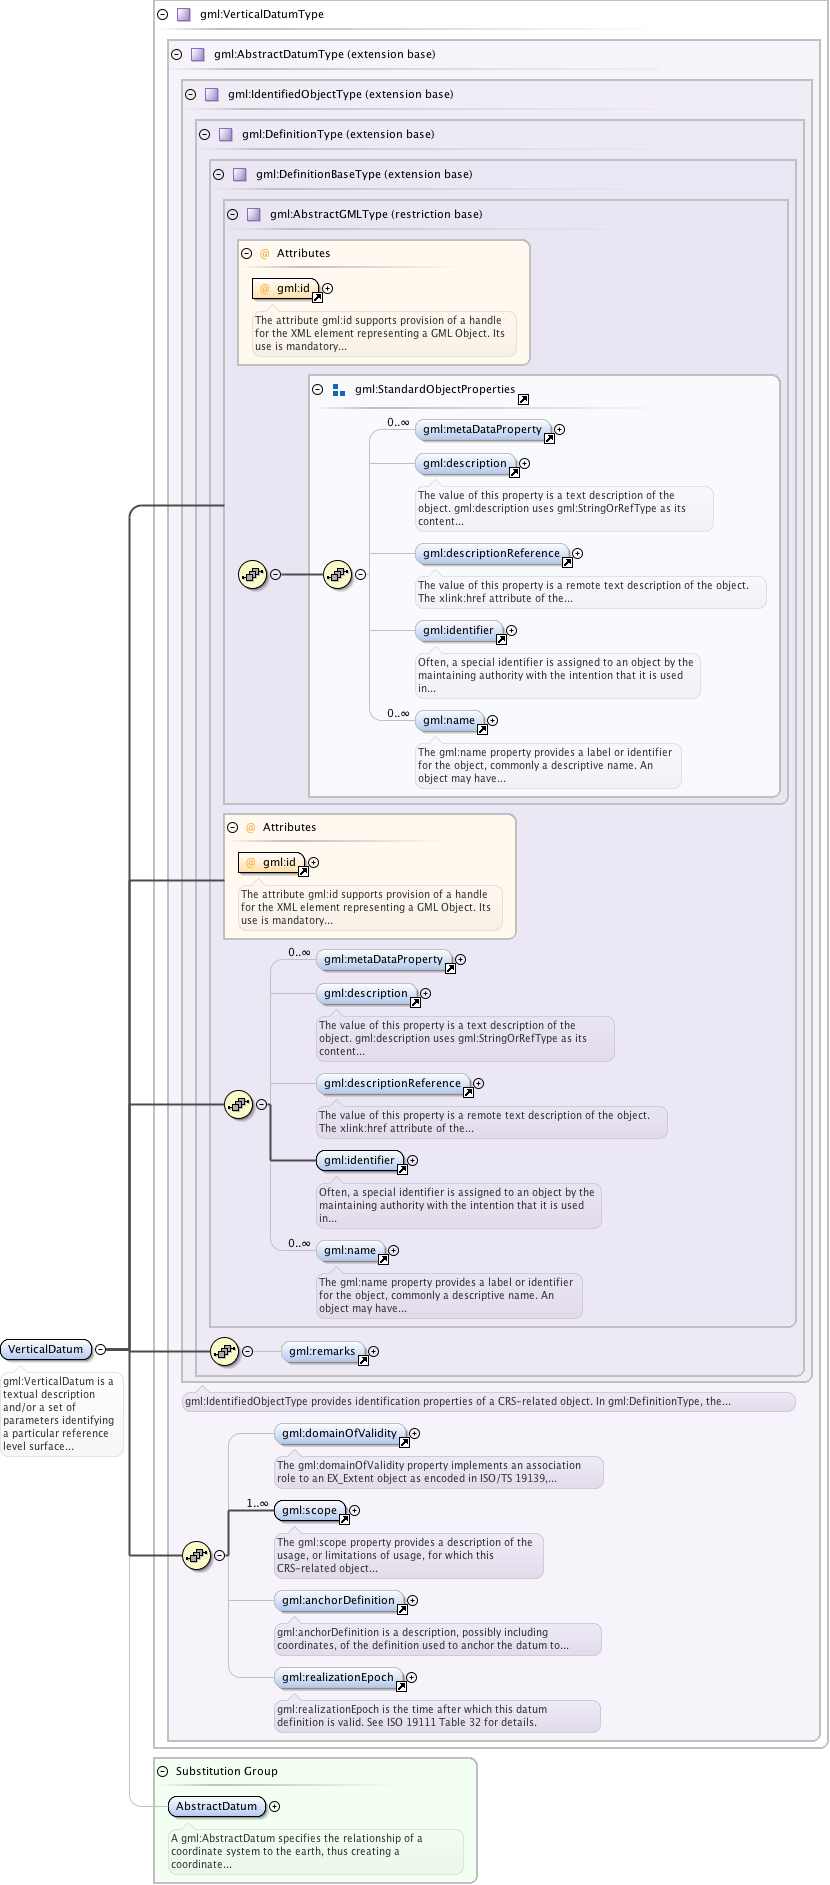 gml:VerticalDatumType
gml:AbstractDatumType (extension base)
gml:IdentifiedObjectType (extension base)
gml:DefinitionType (extension base)
gml:DefinitionBaseType (extension base)
gml:AbstractGMLType (restriction base)
@ Attributes
@ gml:id
The attribute gml:id supports provision of a handle
for the XML element representing a GML Object. Its
use is mandatory...
gml:StandardObjectProperties
0..∞
gml:metaDataProperty
gml:description
The value of this property is a text description of the
object. gml:description uses gml:StringOrRefType as its
content...
gml:descriptionReference
The value of this property is a remote text description of the object.
The xlink:href attribute of the...
gml:identifier
Often, a special identifier is assigned to an object by the
maintaining authority with the intention that it is used
in...
0..∞
gml:name
The gml:name property provides a label or identifier
for the object, commonly a descriptive name. An
object may have...
@ Attributes
@ gml:id
The attribute gml:id supports provision of a handle
for the XML element representing a GML Object. Its
use is mandatory...
0..∞
gml:metaDataProperty
gml:description
The value of this property is a text description of the
object. gml:description uses gml:StringOrRefType as its
content...
gml:descriptionReference
The value of this property is a remote text description of the object.
The xlink:href attribute of the...
gml:identifier
Often, a special identifier is assigned to an object by the
maintaining authority with the intention that it is used
in...
0..∞
gml:name
The gml:name property provides a label or identifier
for the object, commonly a descriptive name. An
object may have...
VerticalDatum
gml:VerticalDatum is a
textual description
and/or a set of
parameters identifying
a particular reference
level surface...
gml:remarks
gml:IdentifiedObjectType provides identification properties of a CRS-related object. In gml:DefinitionType, the...
gml:domainOfValidity
The gml:domainOfValidity property implements an association
role to an EX_Extent object as encoded in ISO/TS 19139,...
1..∞
gml:scope
The gml:scope property provides a description of the
usage, or limitations of usage, for which this
CRS-related object...
gml:anchorDefinition
gml:anchorDefinition is a description, possibly including
coordinates, of the definition used to anchor the datum to...
gml:realizationEpoch
gml:realizationEpoch is the time after which this datum
definition is valid. See ISO 19111 Table 32 for details.
Substitution Group
AbstractDatum
A gml:AbstractDatum specifies the relationship of a
coordinate system to the earth, thus creating a
coordinate...